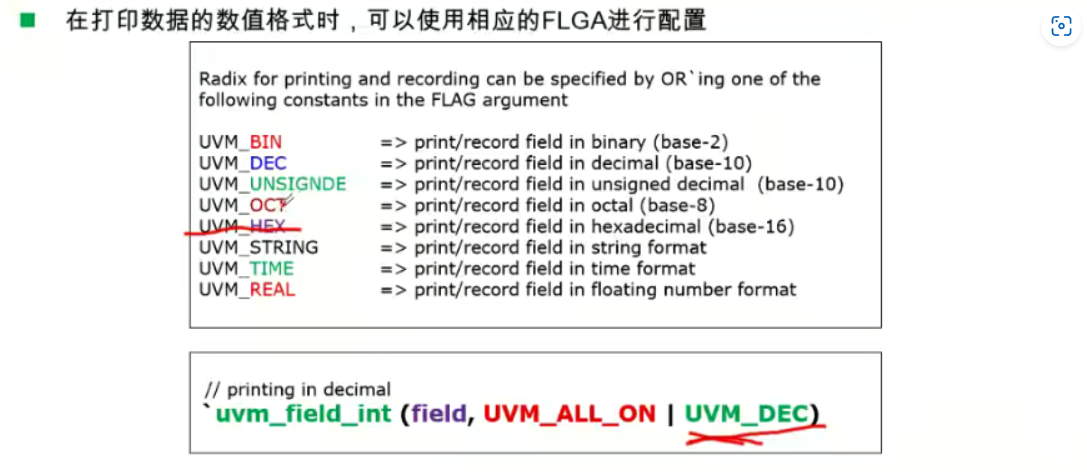 在打印数据的数值格式时，可以使用相应的FLGA进行配置
Radix for printing and recording can be specified by OR`ing one of the
following constants in the FLAG argument
UVM_BIN => print/record field in binary (base-2)
UVM_DEC => print/record field in decimal (base-10)
UVM_UNSIGNDE => print/record field in unsigned decimal (base-10)
UVM_OCT => print/record field in octal (base-8)
UVM_HEX => print/record field in hexadecimal (base-16)
UVM_STRING => print/record field in string format
UVM_TIME => print/record field in time format
UVM_REAL => print/record field in floating number format
// printing in decimal
`uvm_field_int (field, UVM_ALL_ON | UVM_DEC)